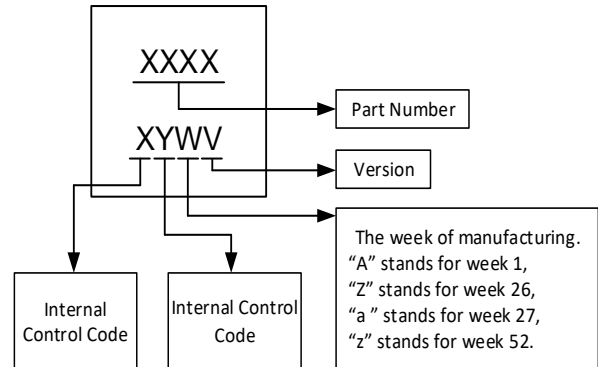 XXXX
Part Number
XYWV
Version
The week of manufacturing.
“A” stands for week 1,
“Z” stands for week 26,
“a ” stands for week 27,
“z” stands for week 52.
Internal
Control Code
Internal Control
Code